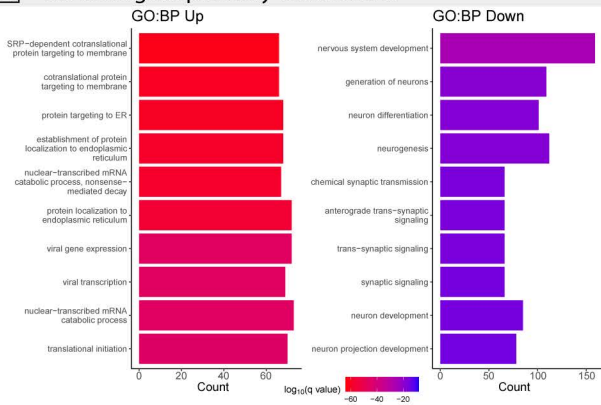 GO:BP Up
SRP−dependent cotranslational
protein targeting to membrane
cotranslational protein
targeting to membrane
protein targeting to ER
establishment of protein
localization to endoplasmic
reticulum
nuclear−transcribed mRNA
catabolic process, nonsense−
mediated decay
protein localization to
endoplasmic reticulum
viral gene expression
viral transcription
nuclear−transcribed mRNA
catabolic process
translational initiation
0 20 40 60
Count
GO:BP Down
nervous system development
generation of neurons
neuron differentiation
neurogenesis
chemical synaptic transmission
anterograde trans−synaptic
signaling
trans−synaptic signaling
synaptic signaling
neuron development
neuron projection development
0 50 100 150
Count
log10(q value)
−60 −40 −20